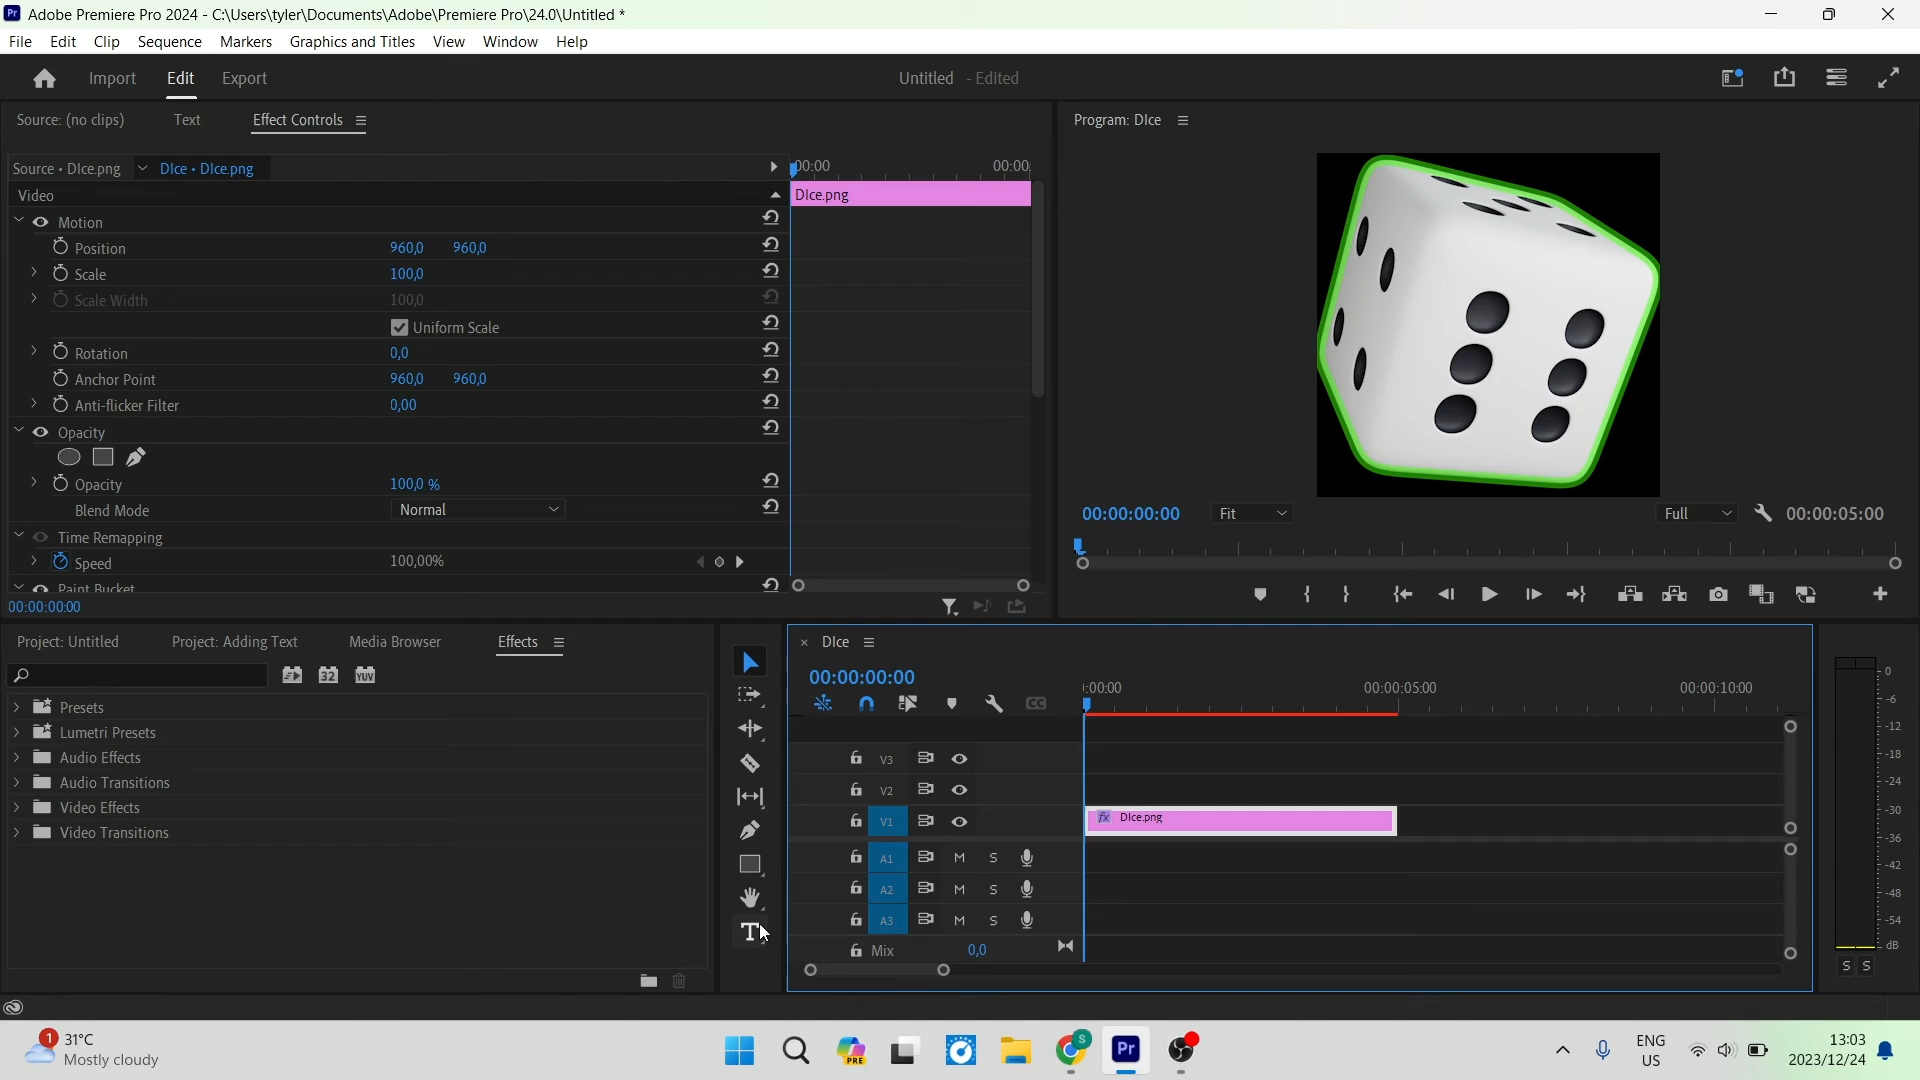 Pr Adobe Premiere Pro 2024 - C:\Users\tyler\Documents\Adobe\Premiere Pro\24.0\Untitled *
File Edit Clip Sequence Markers Graphics and Titles View Window Help
Import Edit Export Untitled - Edited
Source: (no clips) Text Effect Controls
Program: DIce
Source • DIce.png DIce • DIce.png
00:00 00:00:
Video
DIce.png
Motion
Position 960,0 960,0
Scale 100,0
Scale Width 100,0
Uniform Scale
Rotation 0,0
Anchor Point 960,0 960,0
Anti-flicker Filter 0,00
Opacity
Opacity 100,0 %
Blend Mode Normal
Time Remapping
Speed 100,00%
Paint Bucket
00:00:00:00
00:00:00:00 Fit Full 00:00:05:00
Project: Untitled Project: Adding Text Media Browser Effects
32 YUV
Presets
Lumetri Presets
Audio Effects
Audio Transitions
Video Effects
Video Transitions
T
× DIce
00:00:00:00
:00:00 00:00:05:00 00:00:10:00
CC
V3
V2
V1 fx DIce.png
A1 M S
A2 M S
A3 M S
Mix 0,0
0
-6
-12
-18
-24
-30
-36
-42
-48
-54
dB
S S
1 31°C
Mostly cloudy
PRE
S
Pr
ENG
US
13:03
2023/12/24